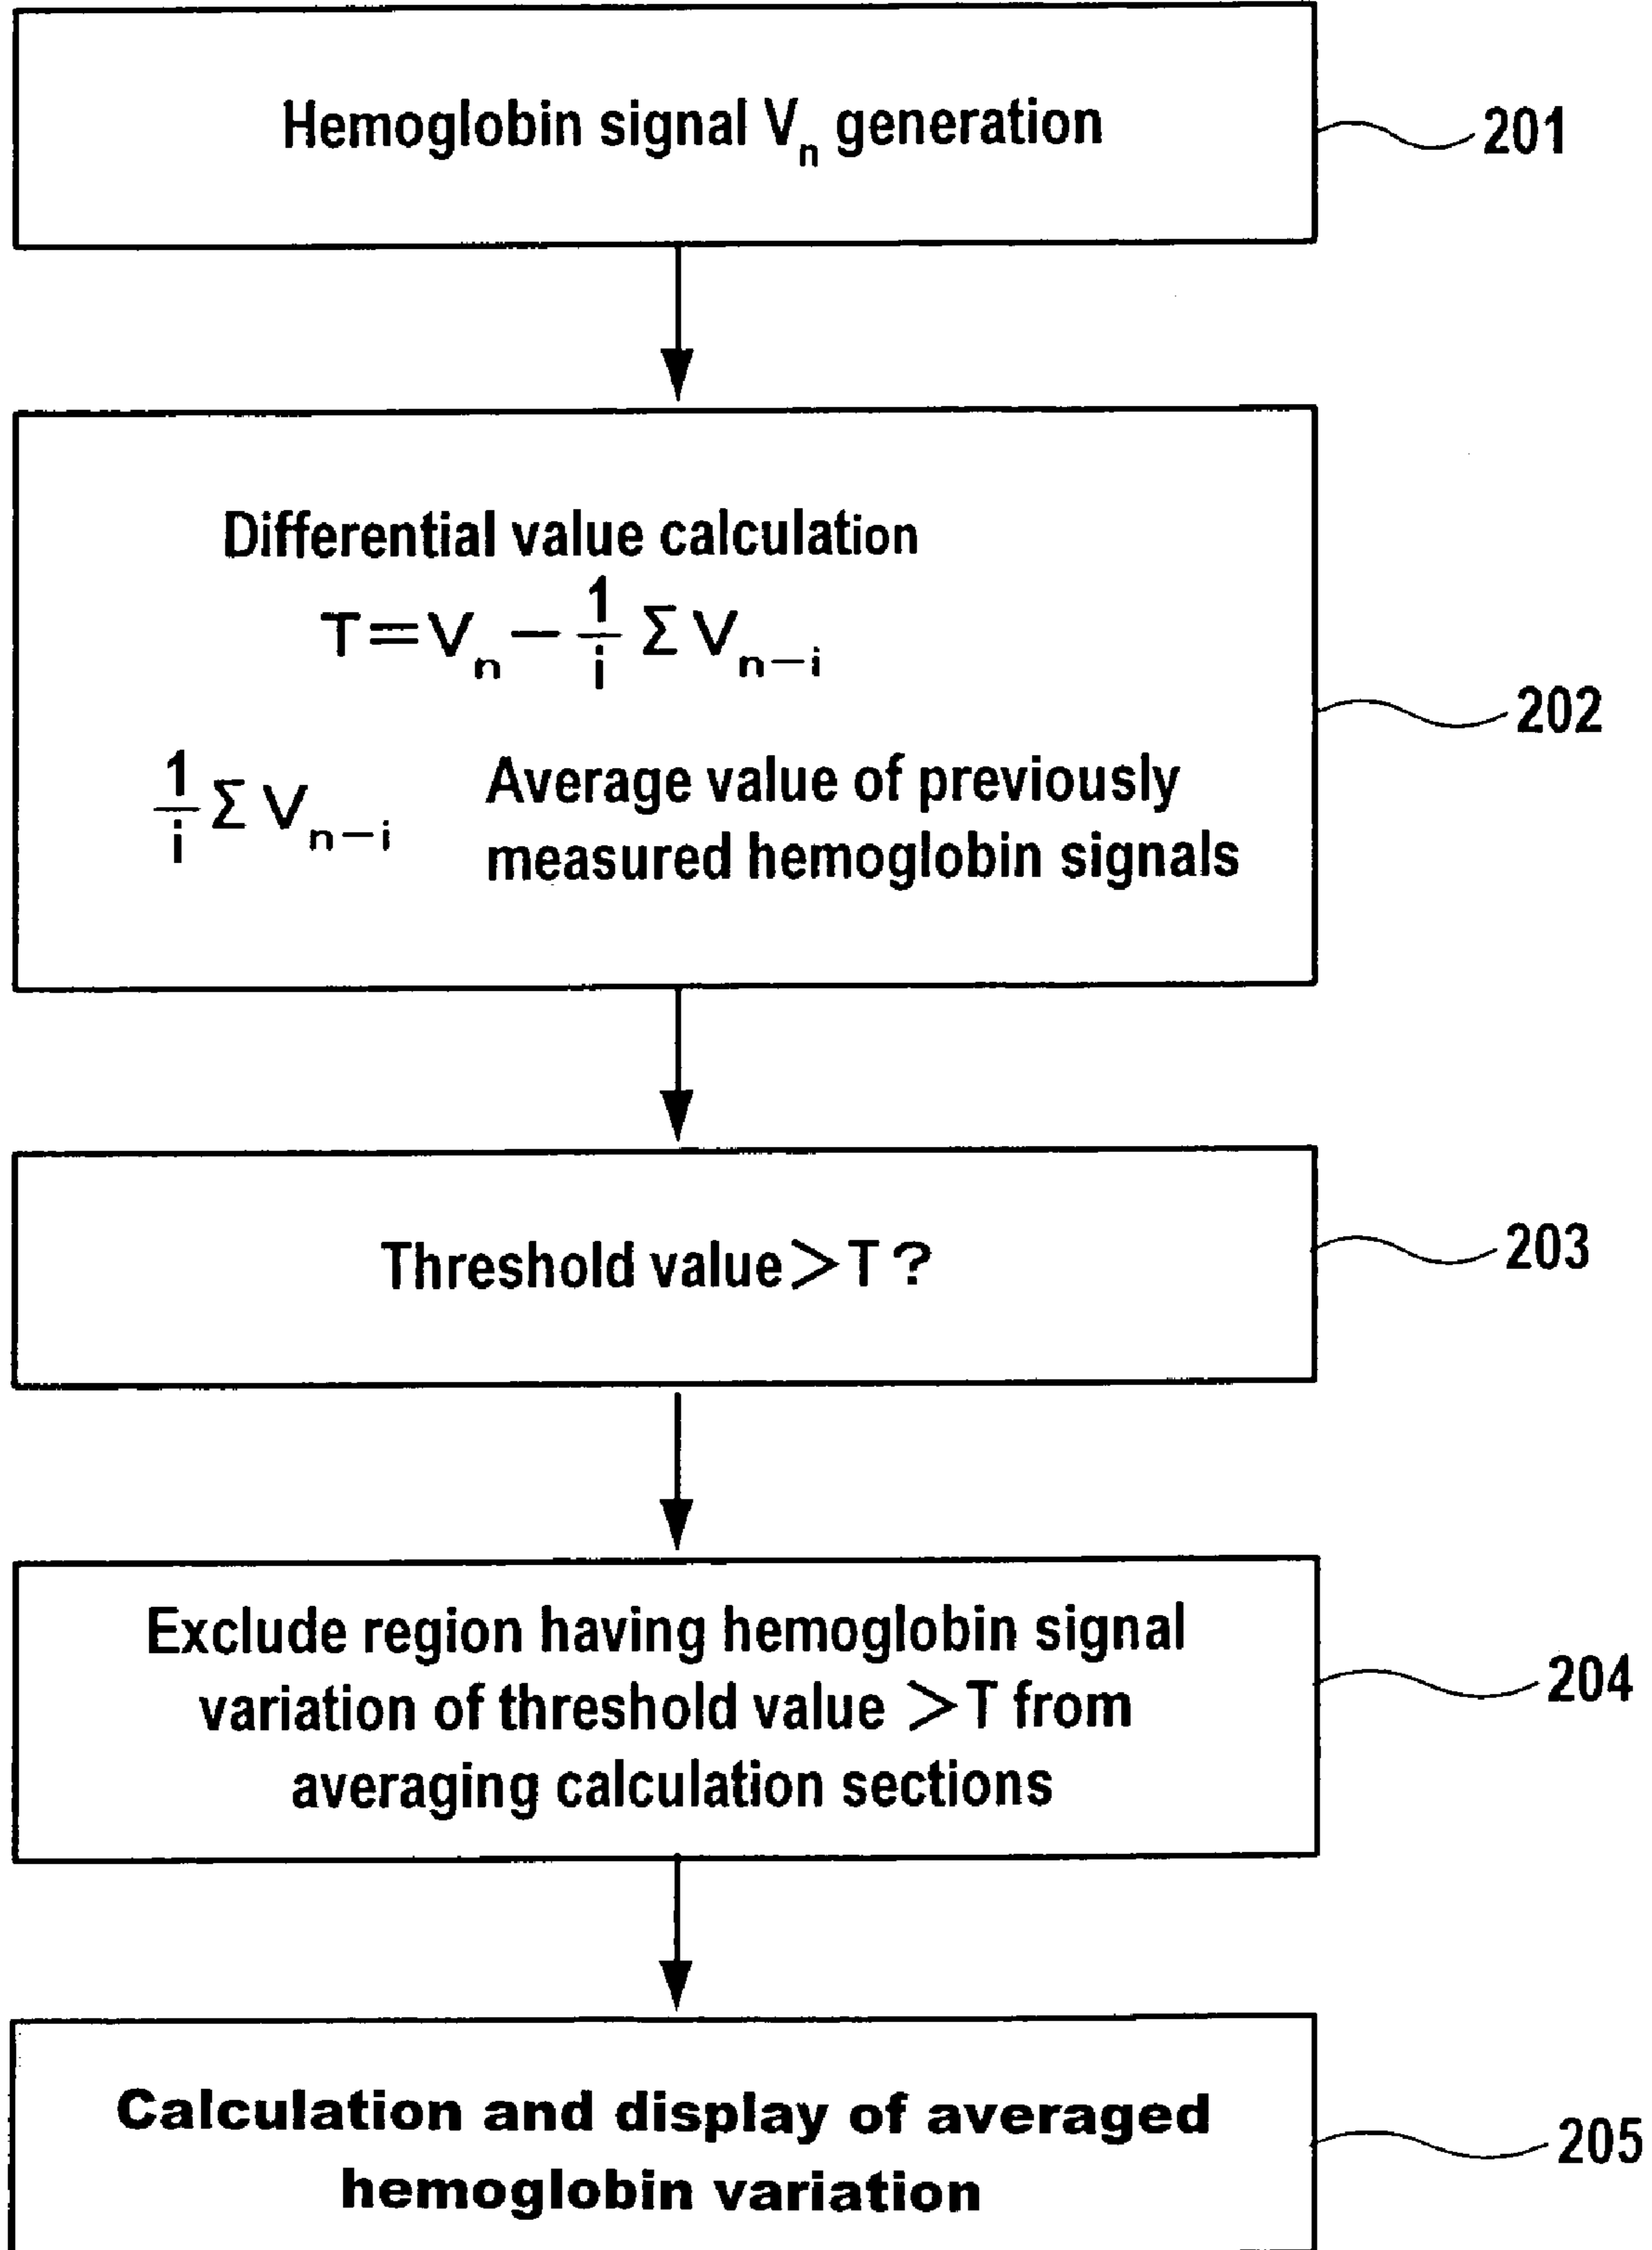 Hemoglobin signal Vn generation
201
Differential value calculation
T=Vn−1/i ΣVn−i
202
1/i ΣVn−i Average value of previously
measured hemoglobin signals
Threshold value>T?
203
Exclude region having hemoglobin signal
variation of threshold value >T from
averaging calculation sections
204
Calculation and display of averaged
hemoglobin variation
205